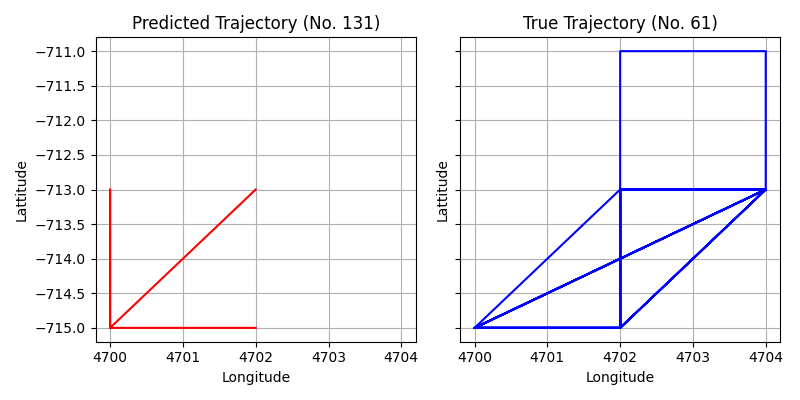 Predicted Trajectory (No. 131)
True Trajectory (No. 61)
−711.0
−711.5
−712.0
−712.5
−713.0
−713.5
−714.0
−714.5
−715.0
Lattitude
Lattitude
4700 4701 4702 4703 4704
4700 4701 4702 4703 4704
Longitude
Longitude